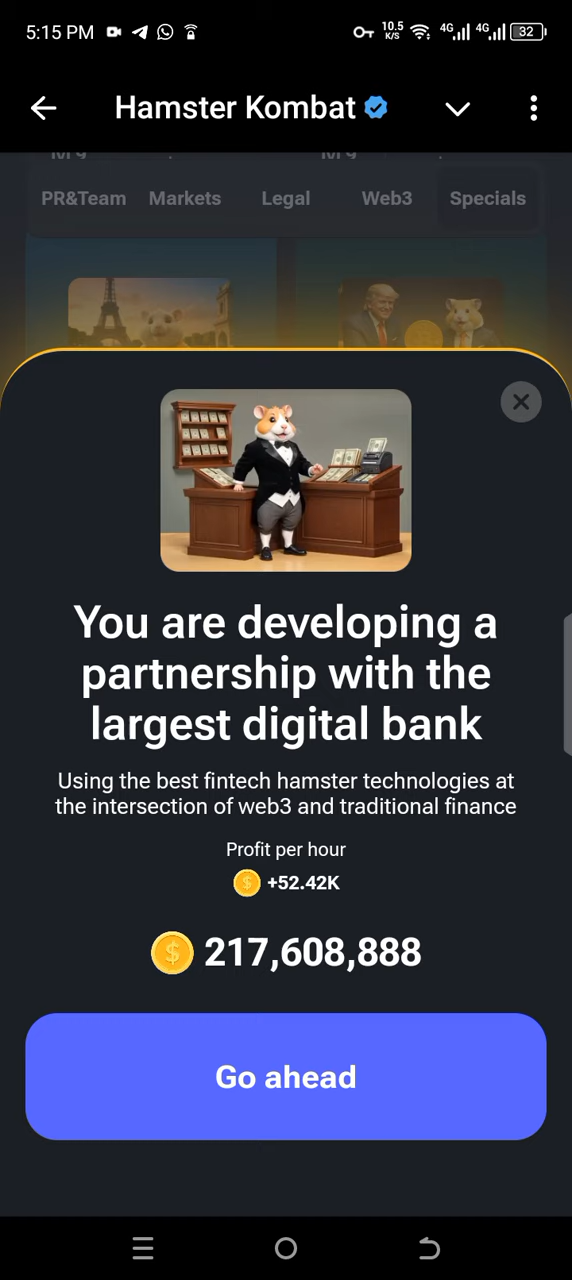 5:15 PM
10.5
K/S
4G
4G
32
Hamster Kombat
PR&Team Markets Legal Web3 Specials
You are developing a
partnership with the
largest digital bank
Using the best fintech hamster technologies at
the intersection of web3 and traditional finance
Profit per hour
+52.42K
217,608,888
Go ahead